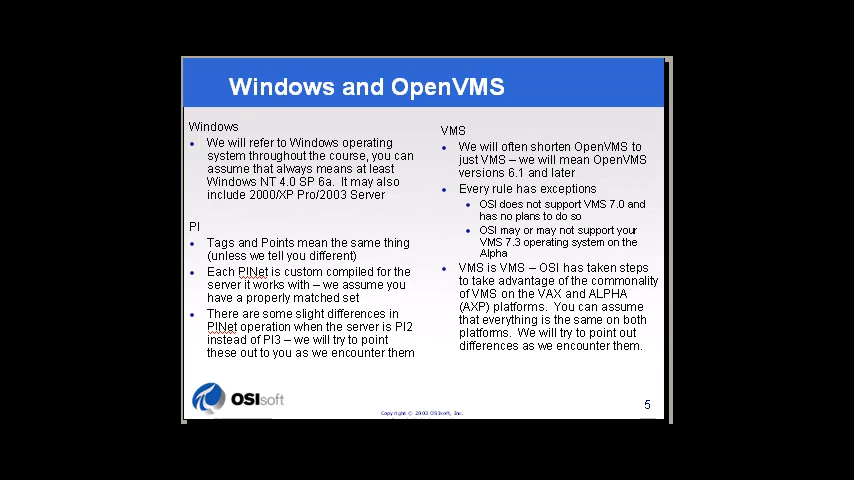 Windows and OpenVMS
Windows
• We will refer to Windows operating
system throughout the course, you can
assume that always means at least
Windows NT 4.0 SP 6a. It may also
include 2000/XP Pro/2003 Server
PI
• Tags and Points mean the same thing
(unless we tell you different)
• Each PINet is custom compiled for the
server it works with – we assume you
have a properly matched set
• There are some slight differences in
PINet operation when the server is PI2
instead of PI3 – we will try to point
these out to you as we encounter them
VMS
• We will often shorten OpenVMS to
just VMS – we will mean OpenVMS
versions 6.1 and later
• Every rule has exceptions
• OSI does not support VMS 7.0 and
has no plans to do so
• OSI may or may not support your
VMS 7.3 operating system on the
Alpha
• VMS is VMS – OSI has taken steps
to take advantage of the commonality
of VMS on the VAX and ALPHA
(AXP) platforms. You can assume
that everything is the same on both
platforms. We will try to point out
differences as we encounter them.
OSIsoft
Copyright © 2003 OSIsoft, Inc.
5